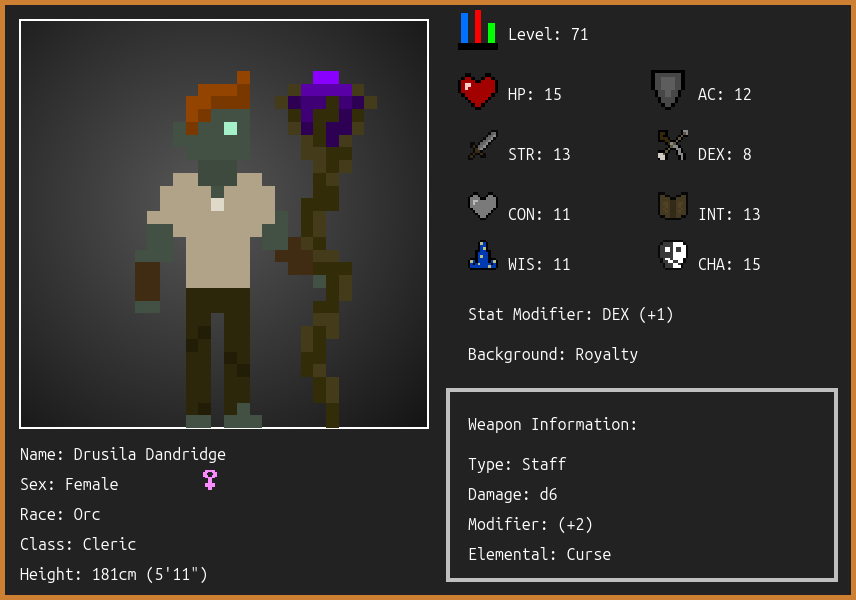 Level: 71
HP: 15
AC: 12
STR: 13
DEX: 8
CON: 11
INT: 13
WIS: 11
CHA: 15
Stat Modifier: DEX (+1)
Background: Royalty
Weapon Information:
Type: Staff
Damage: d6
Modifier: (+2)
Elemental: Curse
Name: Drusila Dandridge
Sex: Female
Race: Orc
Class: Cleric
Height: 181cm (5'11")